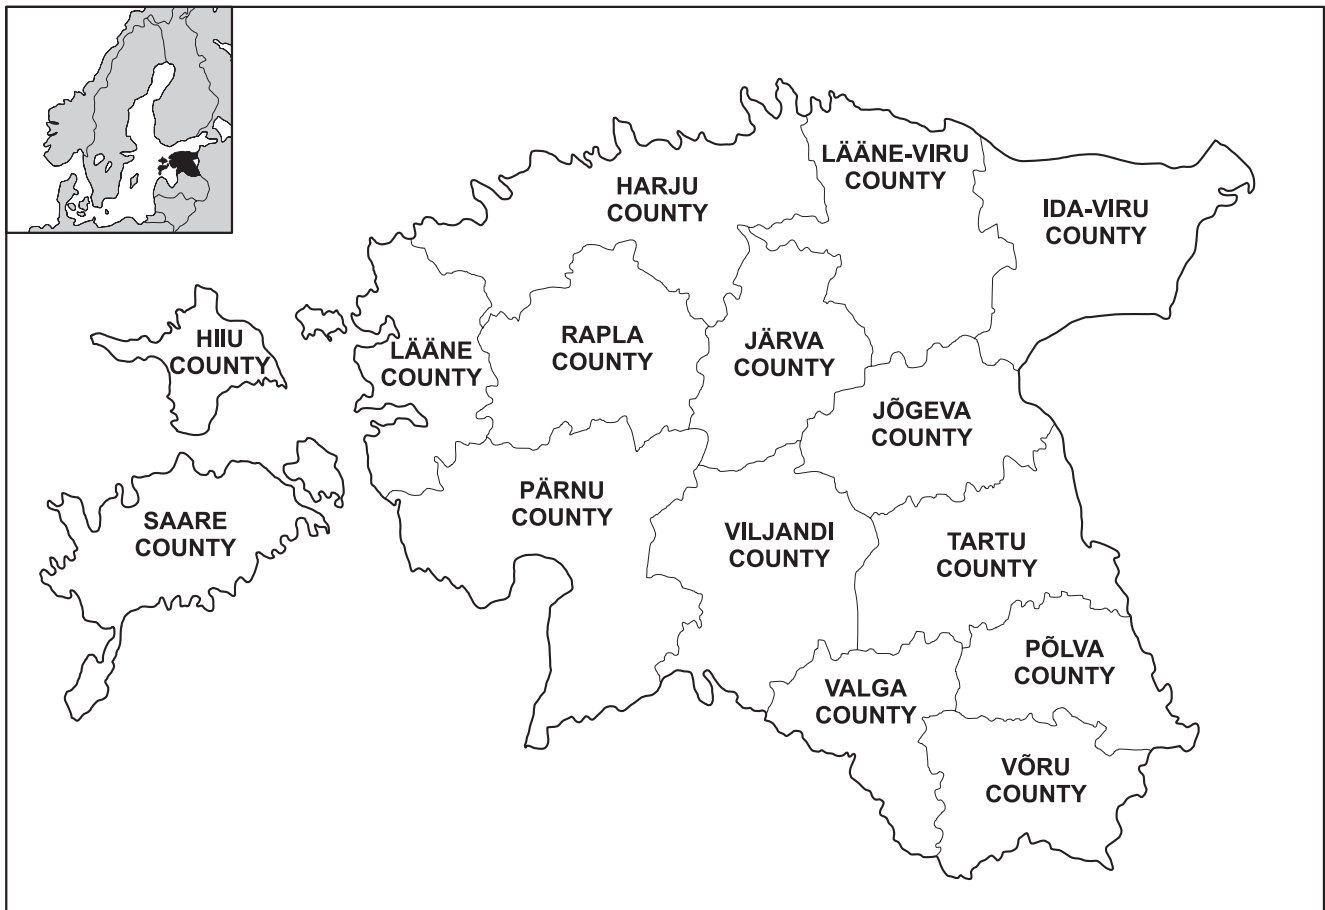 LÄÄNE-VIRU
COUNTY
HARJU
COUNTY
IDA-VIRU
COUNTY
HIIU
COUNTY
LÄÄNE
COUNTY
RAPLA
COUNTY
JÄRVA
COUNTY
JÕGEVA
COUNTY
SAARE
COUNTY
PÄRNU
COUNTY
VILJANDI
COUNTY
TARTU
COUNTY
PÕLVA
COUNTY
VALGA
COUNTY
VÕRU
COUNTY